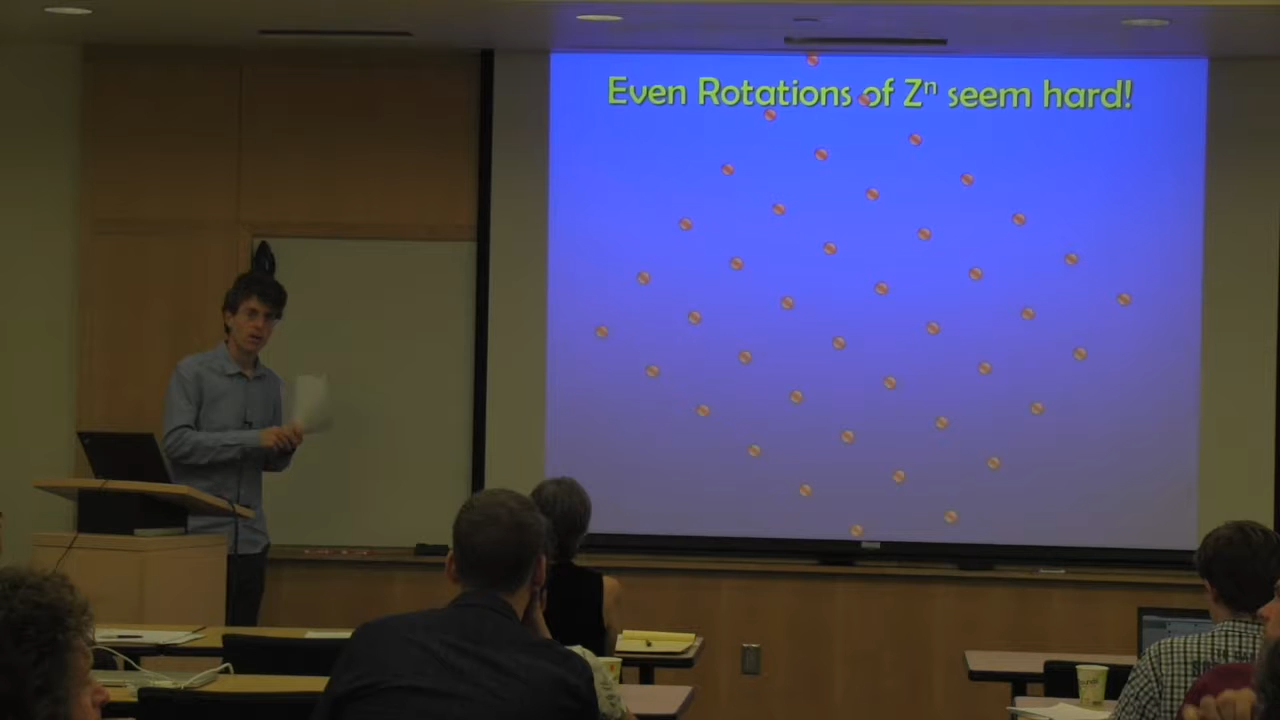 Even Rotations of Zⁿ seem hard!